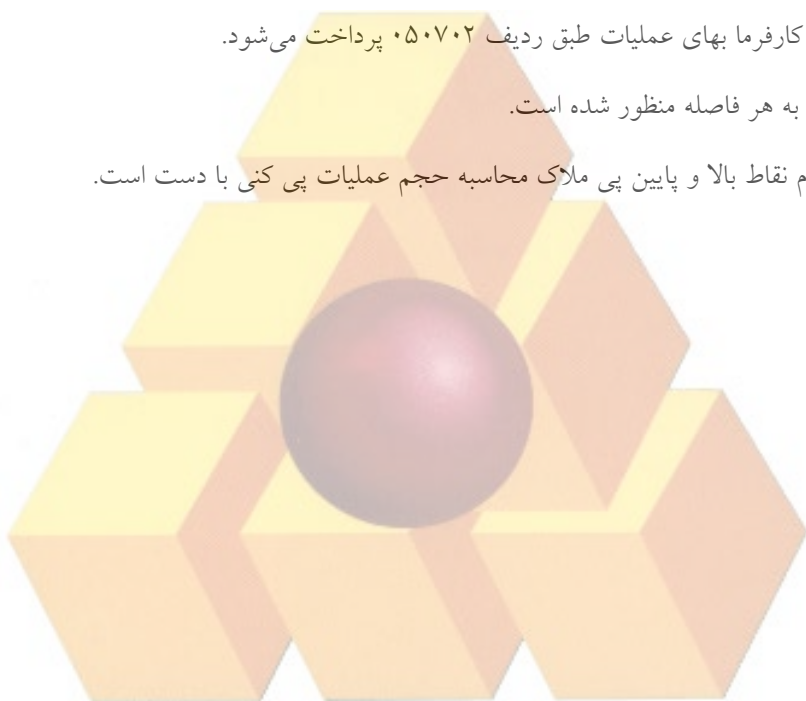 کارفرما بهای عملیات طبق ردیف ۰۵۰۷۰۲ پرداخت می‌شود.
به هر فاصله منظور شده است.
نقاط بالا و پایین پی ملاک محاسبه حجم عملیات پی کنی با دست است.